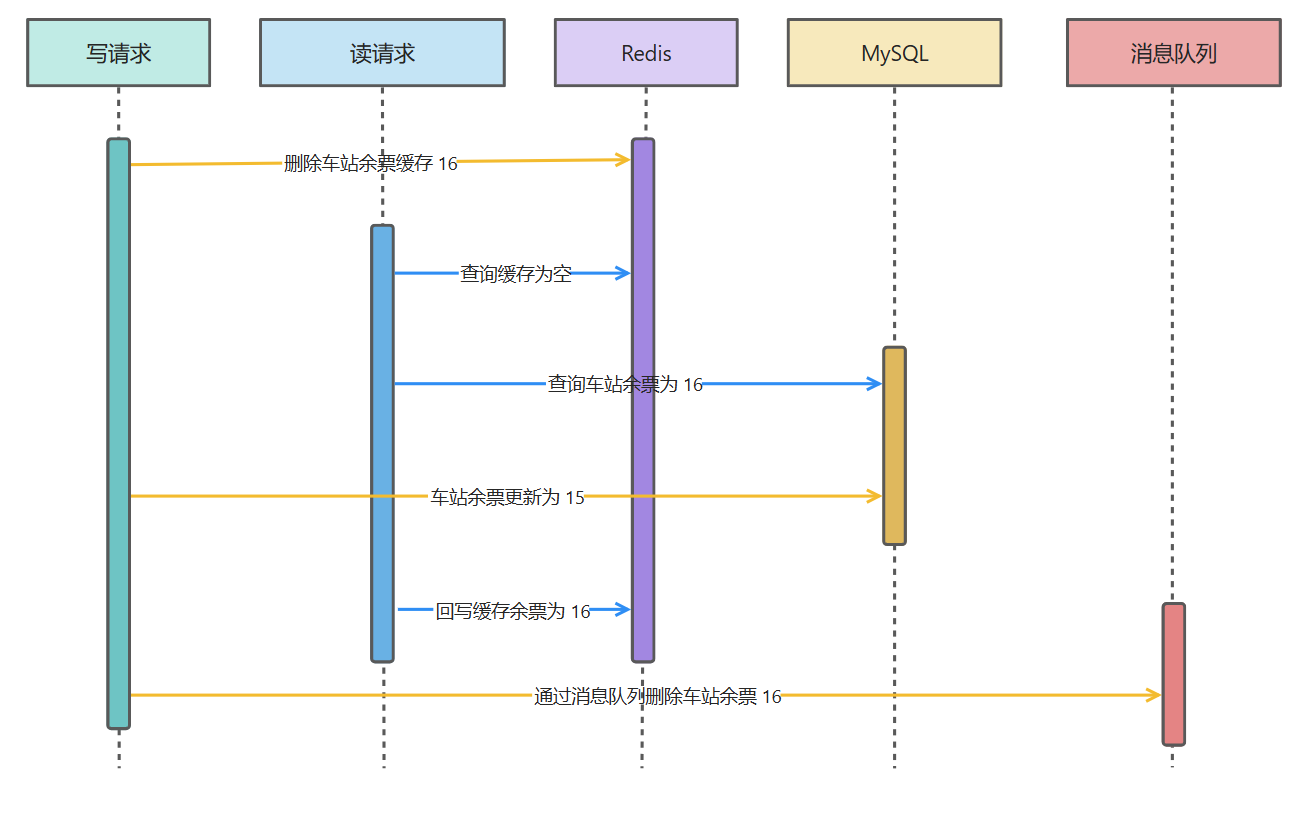 写请求
读请求
Redis
MySQL
消息队列
删除车站余票缓存 16
查询缓存为空
查询车站余票为 16
车站余票更新为 15
回写缓存余票为 16
通过消息队列删除车站余票 16